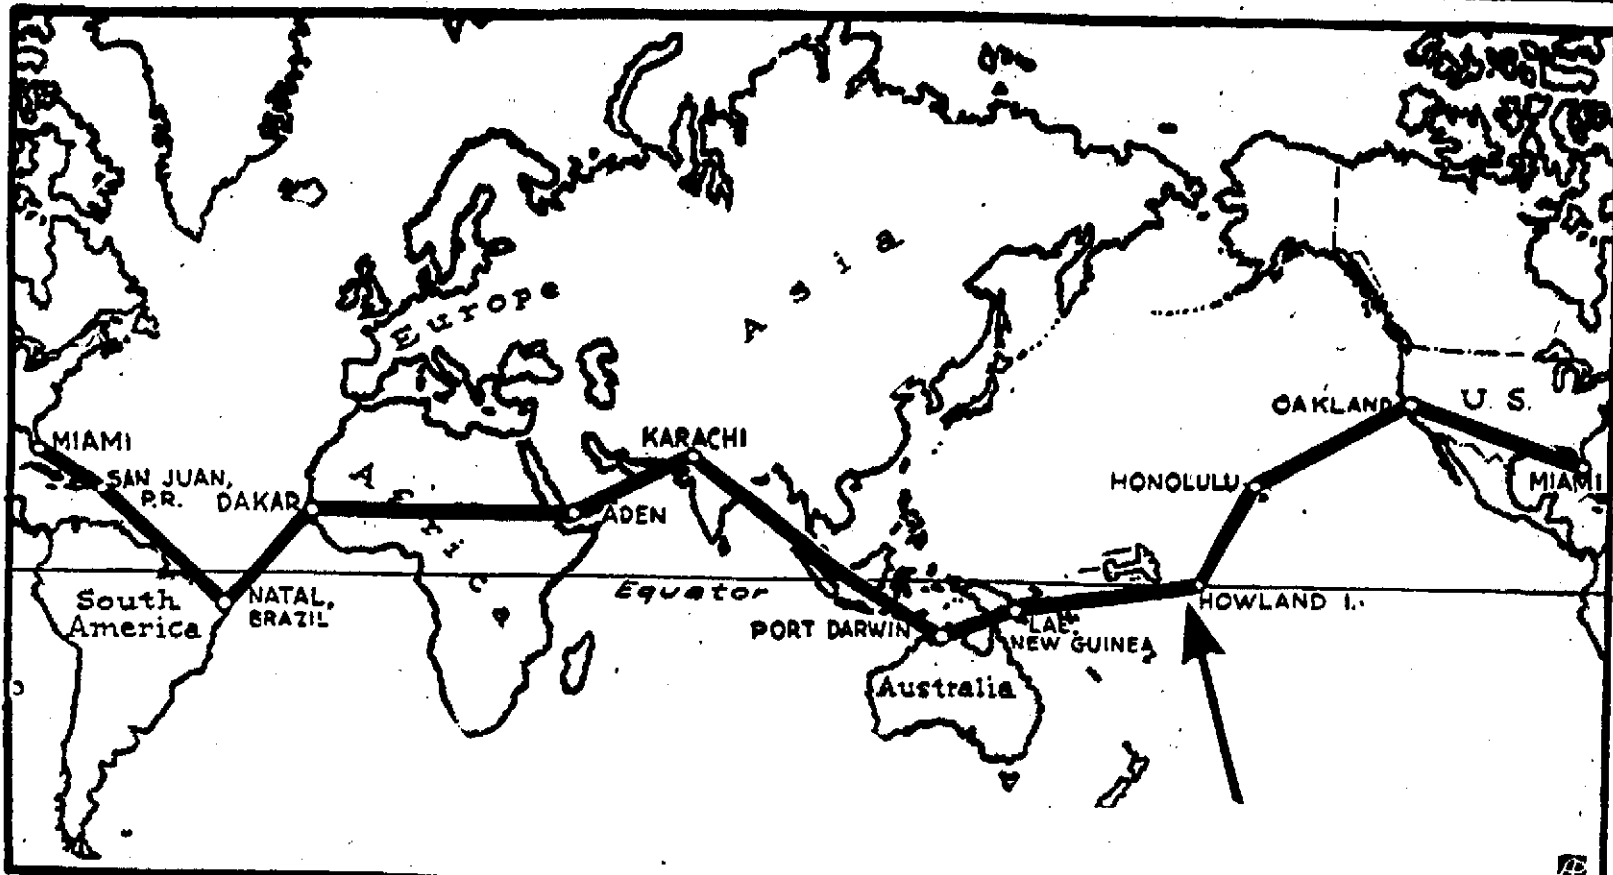 Asia
Europe
U. S.
OAKLAND
MIAMI
KARACHI
SAN JUAN,
P.R.
DAKAR
Africa
ADEN
HONOLULU
MIAMI
South
America
NATAL,
BRAZIL
Equator
HOWLAND I.
PORT DARWIN
LAE,
NEW GUINEA
Australia